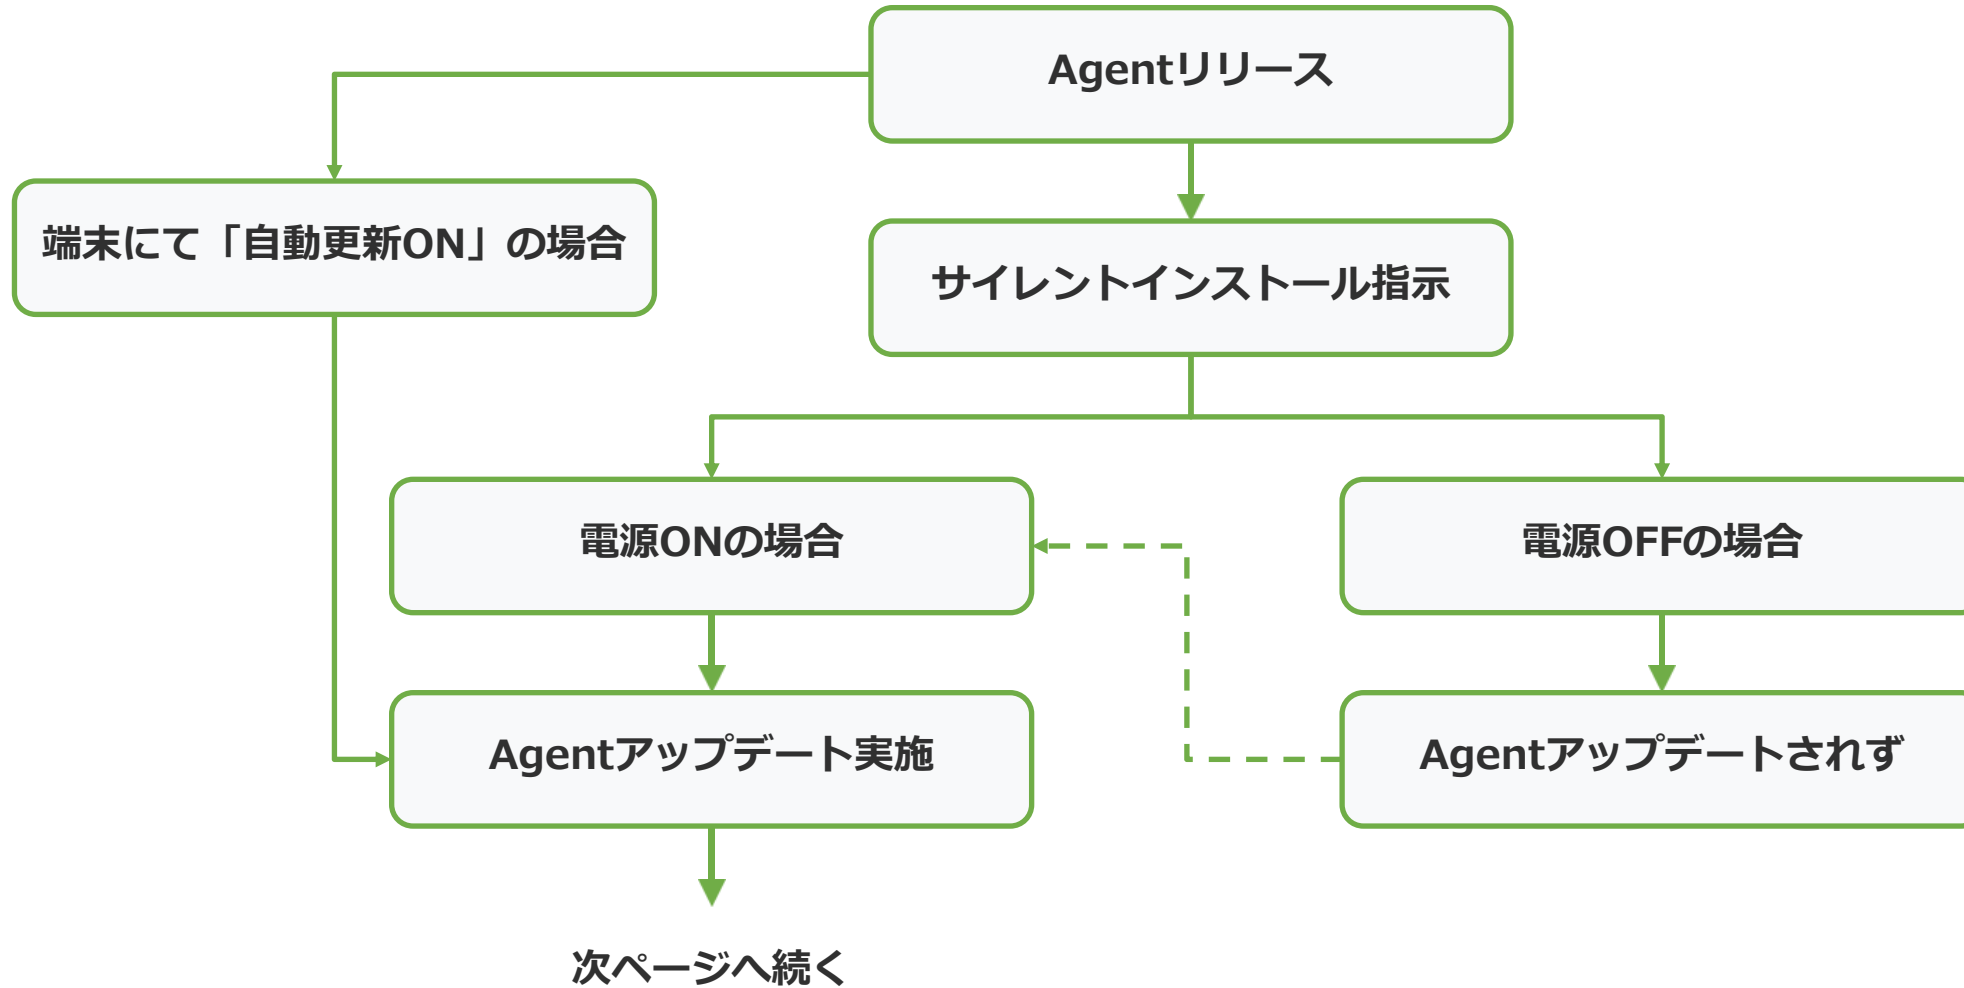 Agentリリース
端末にて「自動更新ON」の場合
サイレントインストール指示
電源ONの場合
電源OFFの場合
Agentアップデート実施
Agentアップデートされず
次ページへ続く